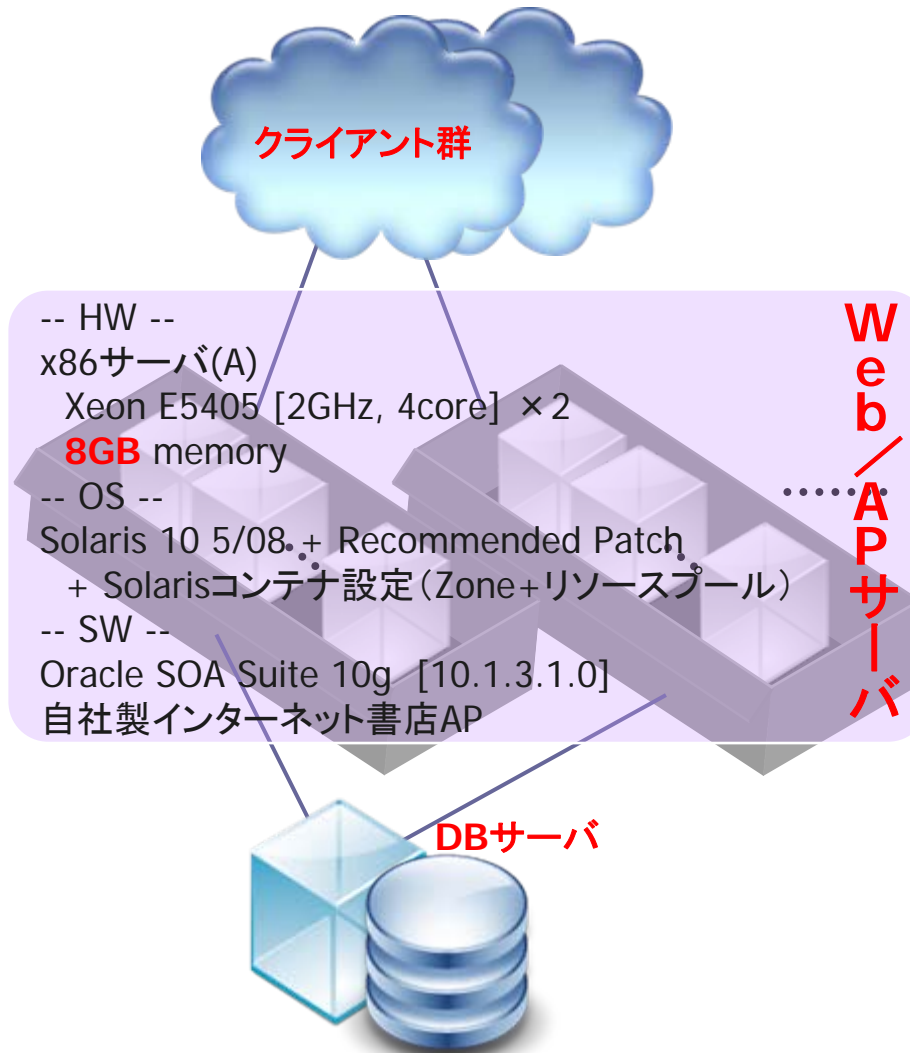 クライアント群
-- HW --
x86サーバ(A)
Xeon E5405 [2GHz, 4core] ×2
8GB memory
-- OS --
Solaris 10 5/08 + Recommended Patch
+ Solarisコンテナ設定（Zone+リソースプール）
-- SW --
Oracle SOA Suite 10g [10.1.3.1.0]
自社製インターネット書店AP
Web／APサーバ
DBサーバ